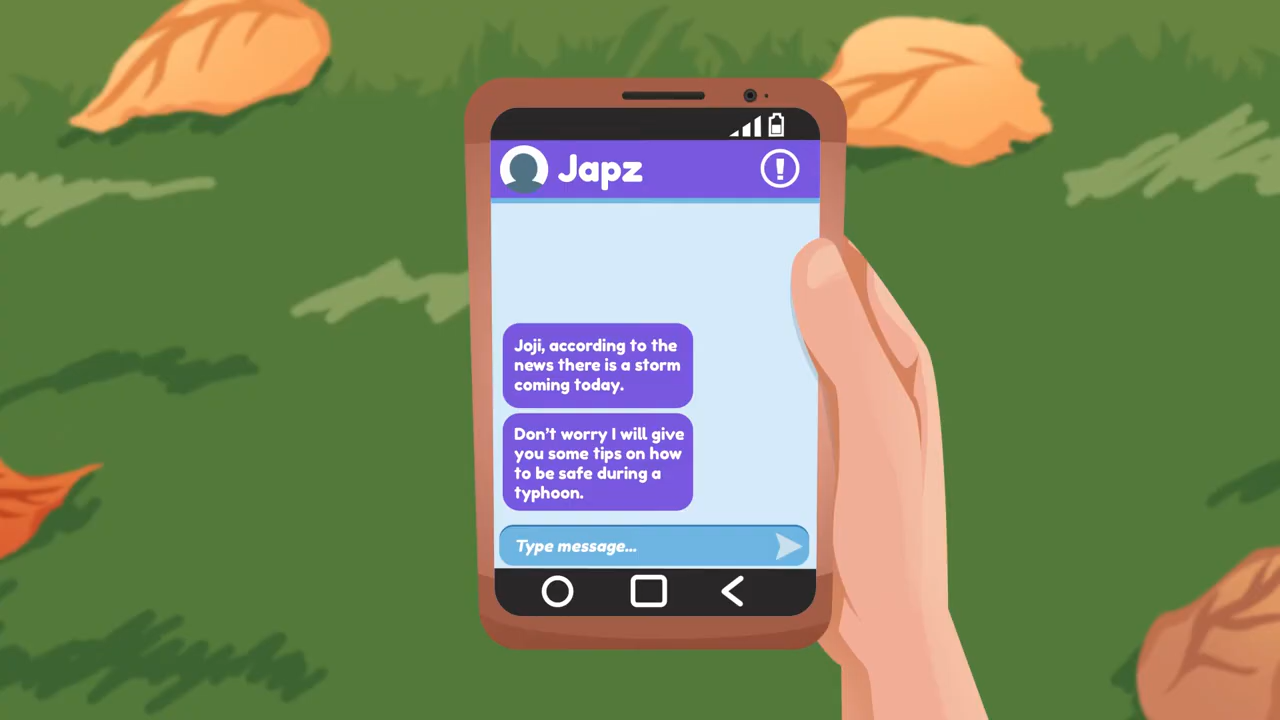 Japz
Joji, according to the
news there is a storm
coming today.
Don't worry I will give
you some tips on how
to be safe during a
typhoon.
Type message...